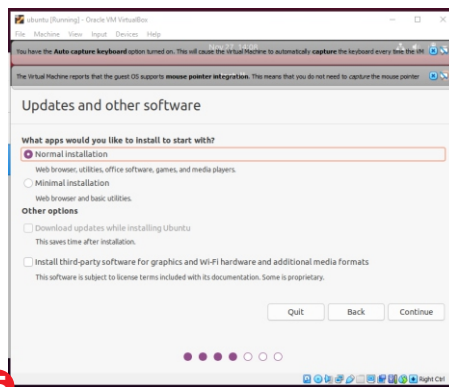 ubuntu [Running] - Oracle VM VirtualBox
File Machine View Input Devices Help
You have the Auto capture keyboard option turned on. This will cause the Virtual Machine to automatically capture the keyboard every time the VM
The Virtual Machine reports that the guest OS supports mouse pointer integration. This means that you do not need to capture the mouse pointer
Updates and other software
What apps would you like to install to start with?
Normal installation
Web browser, utilities, office software, games, and media players.
Minimal installation
Web browser and basic utilities.
Other options
Download updates while installing Ubuntu
This saves time after installation.
Install third-party software for graphics and Wi-Fi hardware and additional media formats
This software is subject to license terms included with its documentation. Some is proprietary.
Quit Back Continue
Right Ctrl